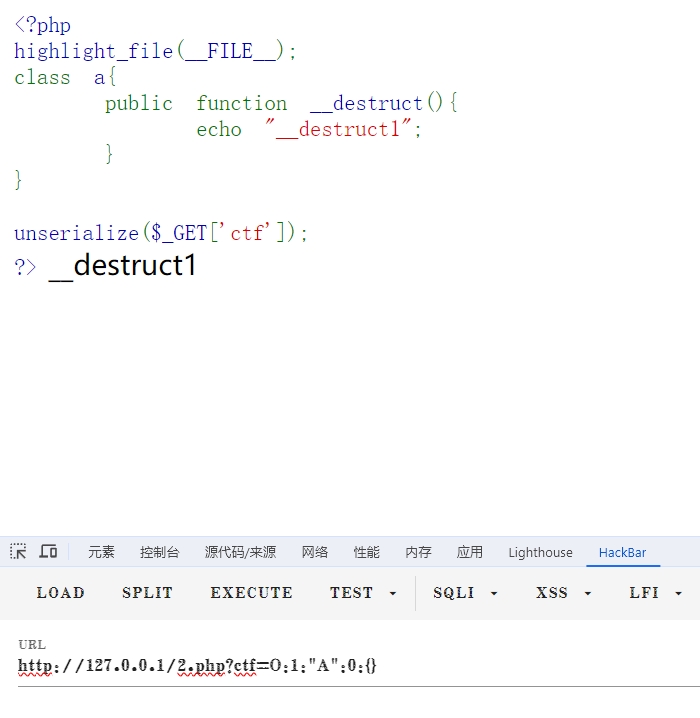 <?php
highlight_file(__FILE__);
class a{
public function __destruct(){
echo "__destruct1";
}
}
unserialize($_GET['ctf']);
?> __destruct1
元素 控制台 源代码/来源 网络 性能 内存 应用 Lighthouse HackBar
LOAD SPLIT EXECUTE TEST SQLI XSS LFI
URL
http://127.0.0.1/2.php?ctf=O:1:"A":0:{}